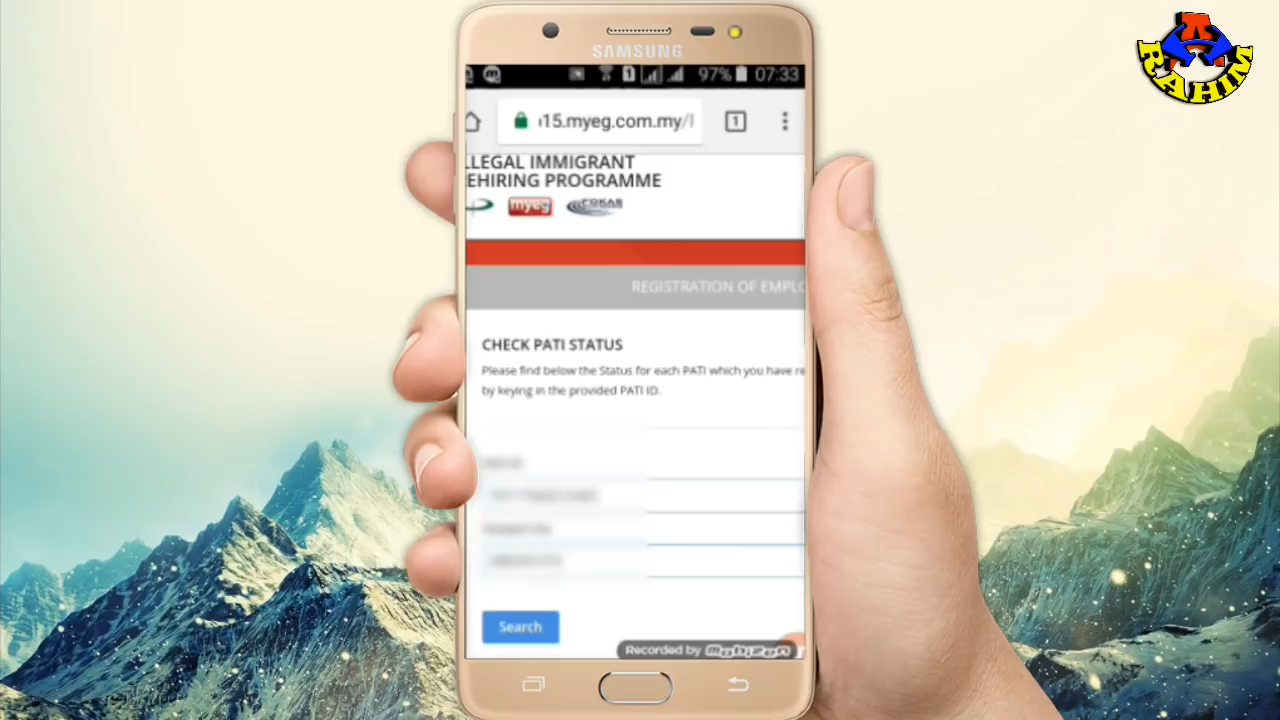 A
RAHIM
SAMSUNG
1 97% 07:33
15.myeg.com.my/ 1
LLEGAL IMMIGRANT
EHIRING PROGRAMME
myeg
REGISTRATION OF EMPLO
CHECK PATI STATUS
Please find below the Status for each PATI which you have re
by keying in the provided PATI ID.
Search
Recorded by mobizen